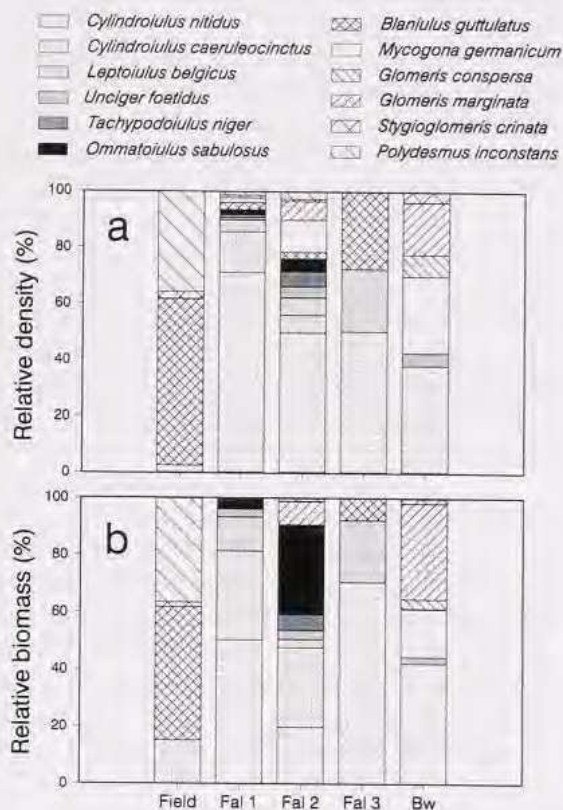 Cylindroiulus nitidus
Cylindroiulus caeruleocinctus
Leptoiulus belgicus
Unciger foetidus
Tachypodoiulus niger
Ommatoiulus sabulosus
Blaniulus guttulatus
Mycogona germanicum
Glomeris conspersa
Glomeris marginata
Stygioglomeris crinata
Polydesmus inconstans
a
Relative density (%)
100
80
60
40
20
0
b
Relative biomass (%)
100
80
60
40
20
0
Field Fal 1 Fal 2 Fal 3 Bw